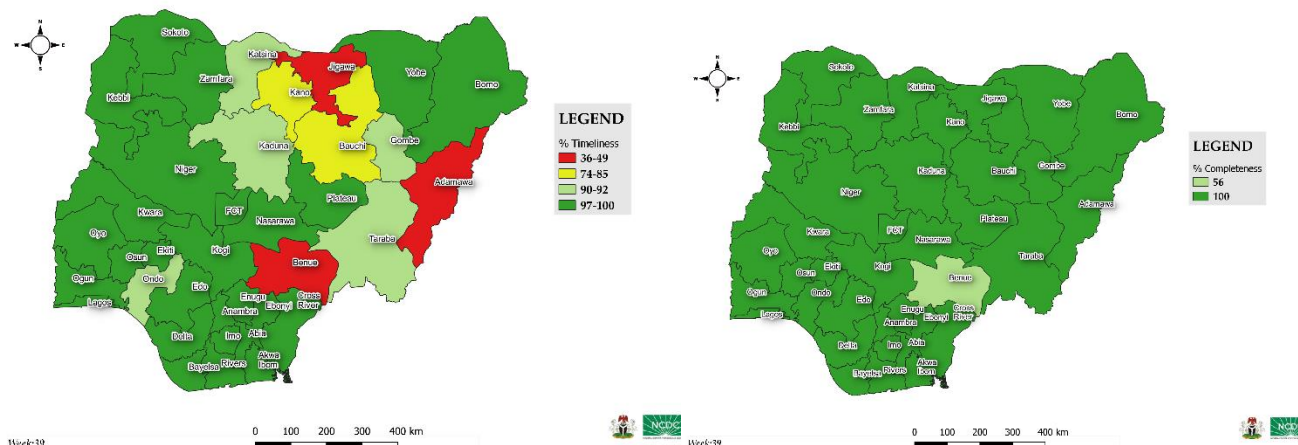 N
W E
S
Sokoto
Katsina
Jigawa
Zamfara
Kano
Yobe
Borno
Kebbi
Kaduna
Bauchi
Gombe
Niger
Adamawa
Plateau
Kwara
FCT
Nasarawa
Taraba
Oyo
Osun
Ekiti
Kogi
Benue
Ogun
Ondo
Edo
Lagos
Enugu
Ebonyi
Cross
River
Anambra
Delta
Imo
Abia
Bayelsa
Rivers
Akwa
Ibom
LEGEND
% Timeliness
36-49
74-85
90-92
97-100
0 100 200 300 400 km
Week:39
NCDC
N
W E
S
Sokoto
Katsina
Jigawa
Zamfara
Kano
Yobe
Borno
Kebbi
Kaduna
Bauchi
Gombe
Niger
Adamawa
Plateau
Kwara
FCT
Nasarawa
Taraba
Oyo
Osun
Ekiti
Kogi
Benue
Ogun
Ondo
Edo
Lagos
Enugu
Ebonyi
Cross
River
Anambra
Delta
Imo
Abia
Bayelsa
Rivers
Akwa
Ibom
LEGEND
% Completeness
56
100
0 100 200 300 400 km
Week:39
NCDC